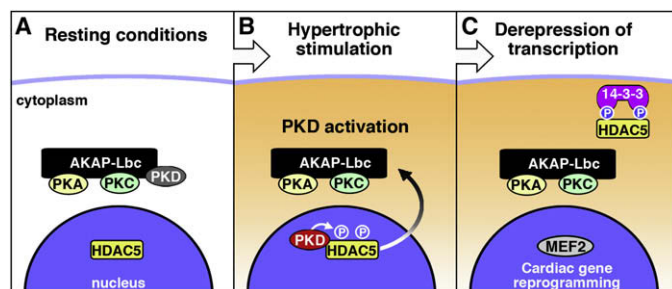 A
Resting conditions
cytoplasm
AKAP-Lbc
PKA
PKC
PKD
HDAC5
nucleus
B
Hypertrophic
stimulation
PKD activation
AKAP-Lbc
PKA
PKC
PKD
P
P
HDAC5
C
Derepression of
transcription
14-3-3
P
P
HDAC5
AKAP-Lbc
PKA
PKC
MEF2
Cardiac gene
reprogramming